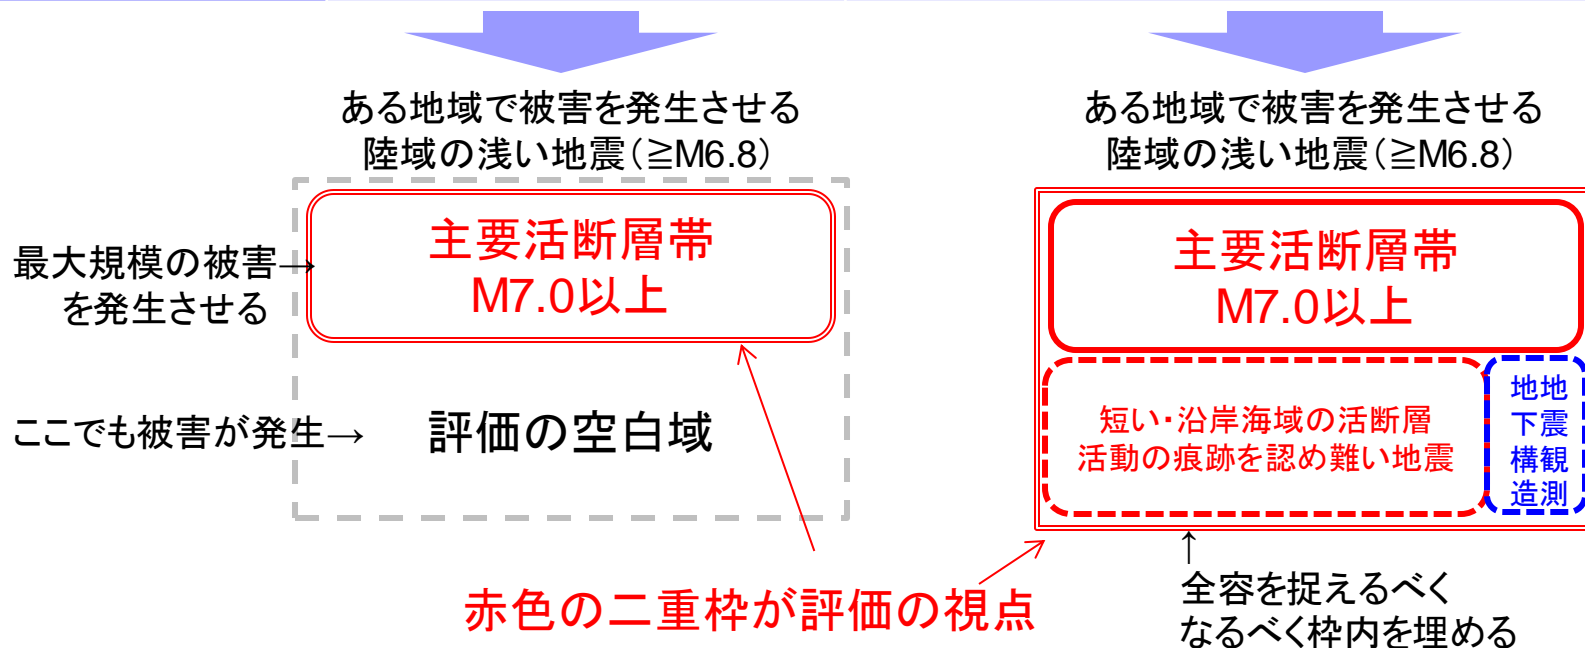 ある地域で被害を発生させる
陸域の浅い地震(≧M6.8)
最大規模の被害→
を発生させる
主要活断層帯
M7.0以上
ここでも被害が発生→
評価の空白域
ある地域で被害を発生させる
陸域の浅い地震(≧M6.8)
主要活断層帯
M7.0以上
短い・沿岸海域の活断層
活動の痕跡を認め難い地震
地震観測
地下構造
赤色の二重枠が評価の視点
↑
全容を捉えるべく
なるべく枠内を埋める